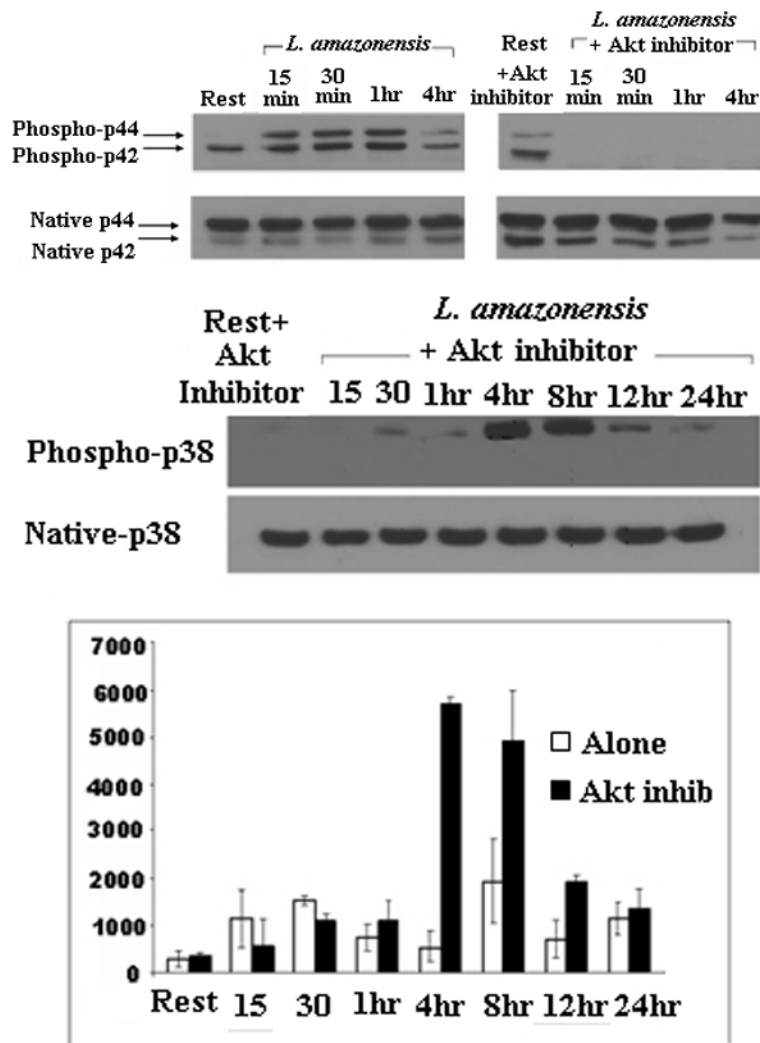 L. amazonensis
Rest
15 min
30 min
1hr
4hr
Rest +Akt inhibitor
L. amazonensis + Akt inhibitor
15 min
30 min
1hr
4hr
Phospho-p44
Phospho-p42
Native p44
Native p42
Rest+ Akt Inhibitor
L. amazonensis + Akt inhibitor
15 30 1hr 4hr 8hr 12hr 24hr
Phospho-p38
Native-p38
7000
6000
5000
4000
3000
2000
1000
0
Alone
Akt inhib
Rest 15 30 1hr 4hr 8hr 12hr 24hr